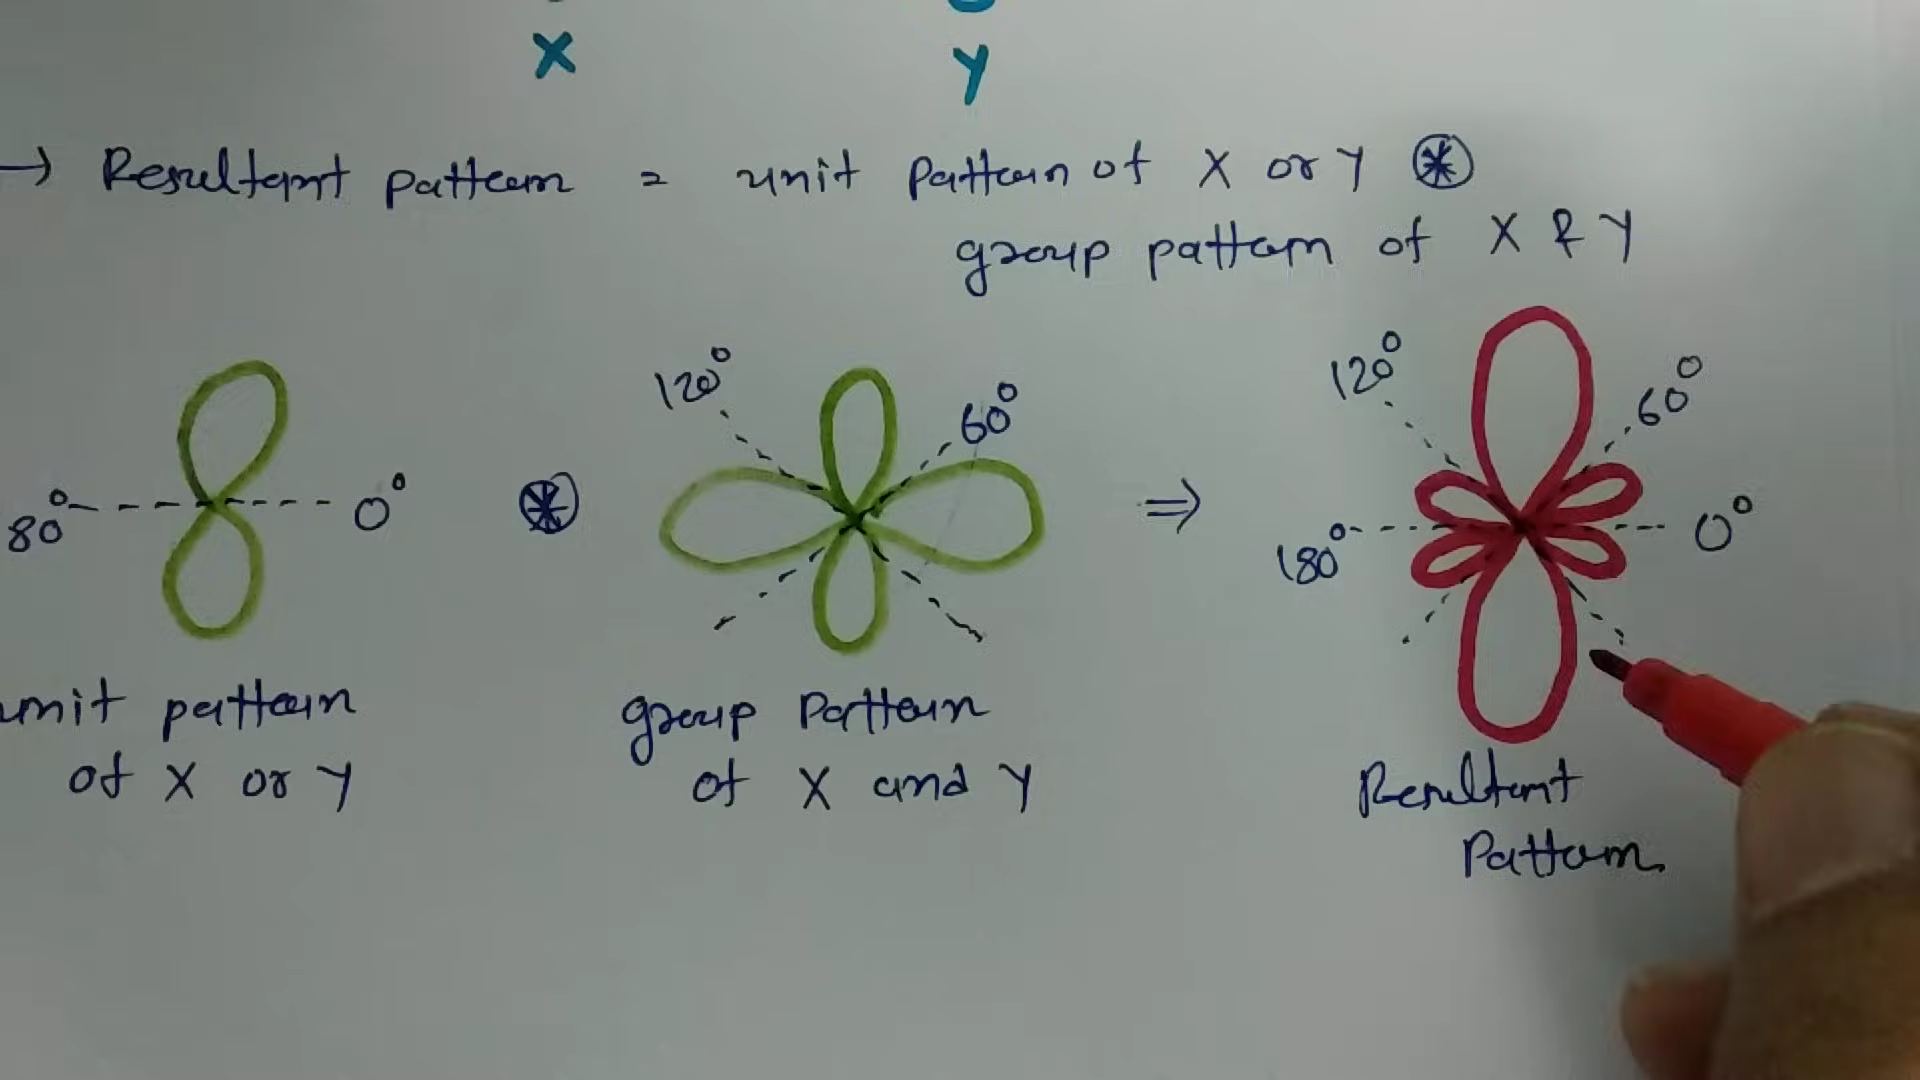 X Y
→ Resultant pattern = unit pattern of X or Y ⊛
group pattern of X & Y
120° 60° 120° 60°
80° 0° ⊛ ⇒ 180° 0°
unit pattern
of X or Y
group Pattern
of X and Y
Resultant
Pattern